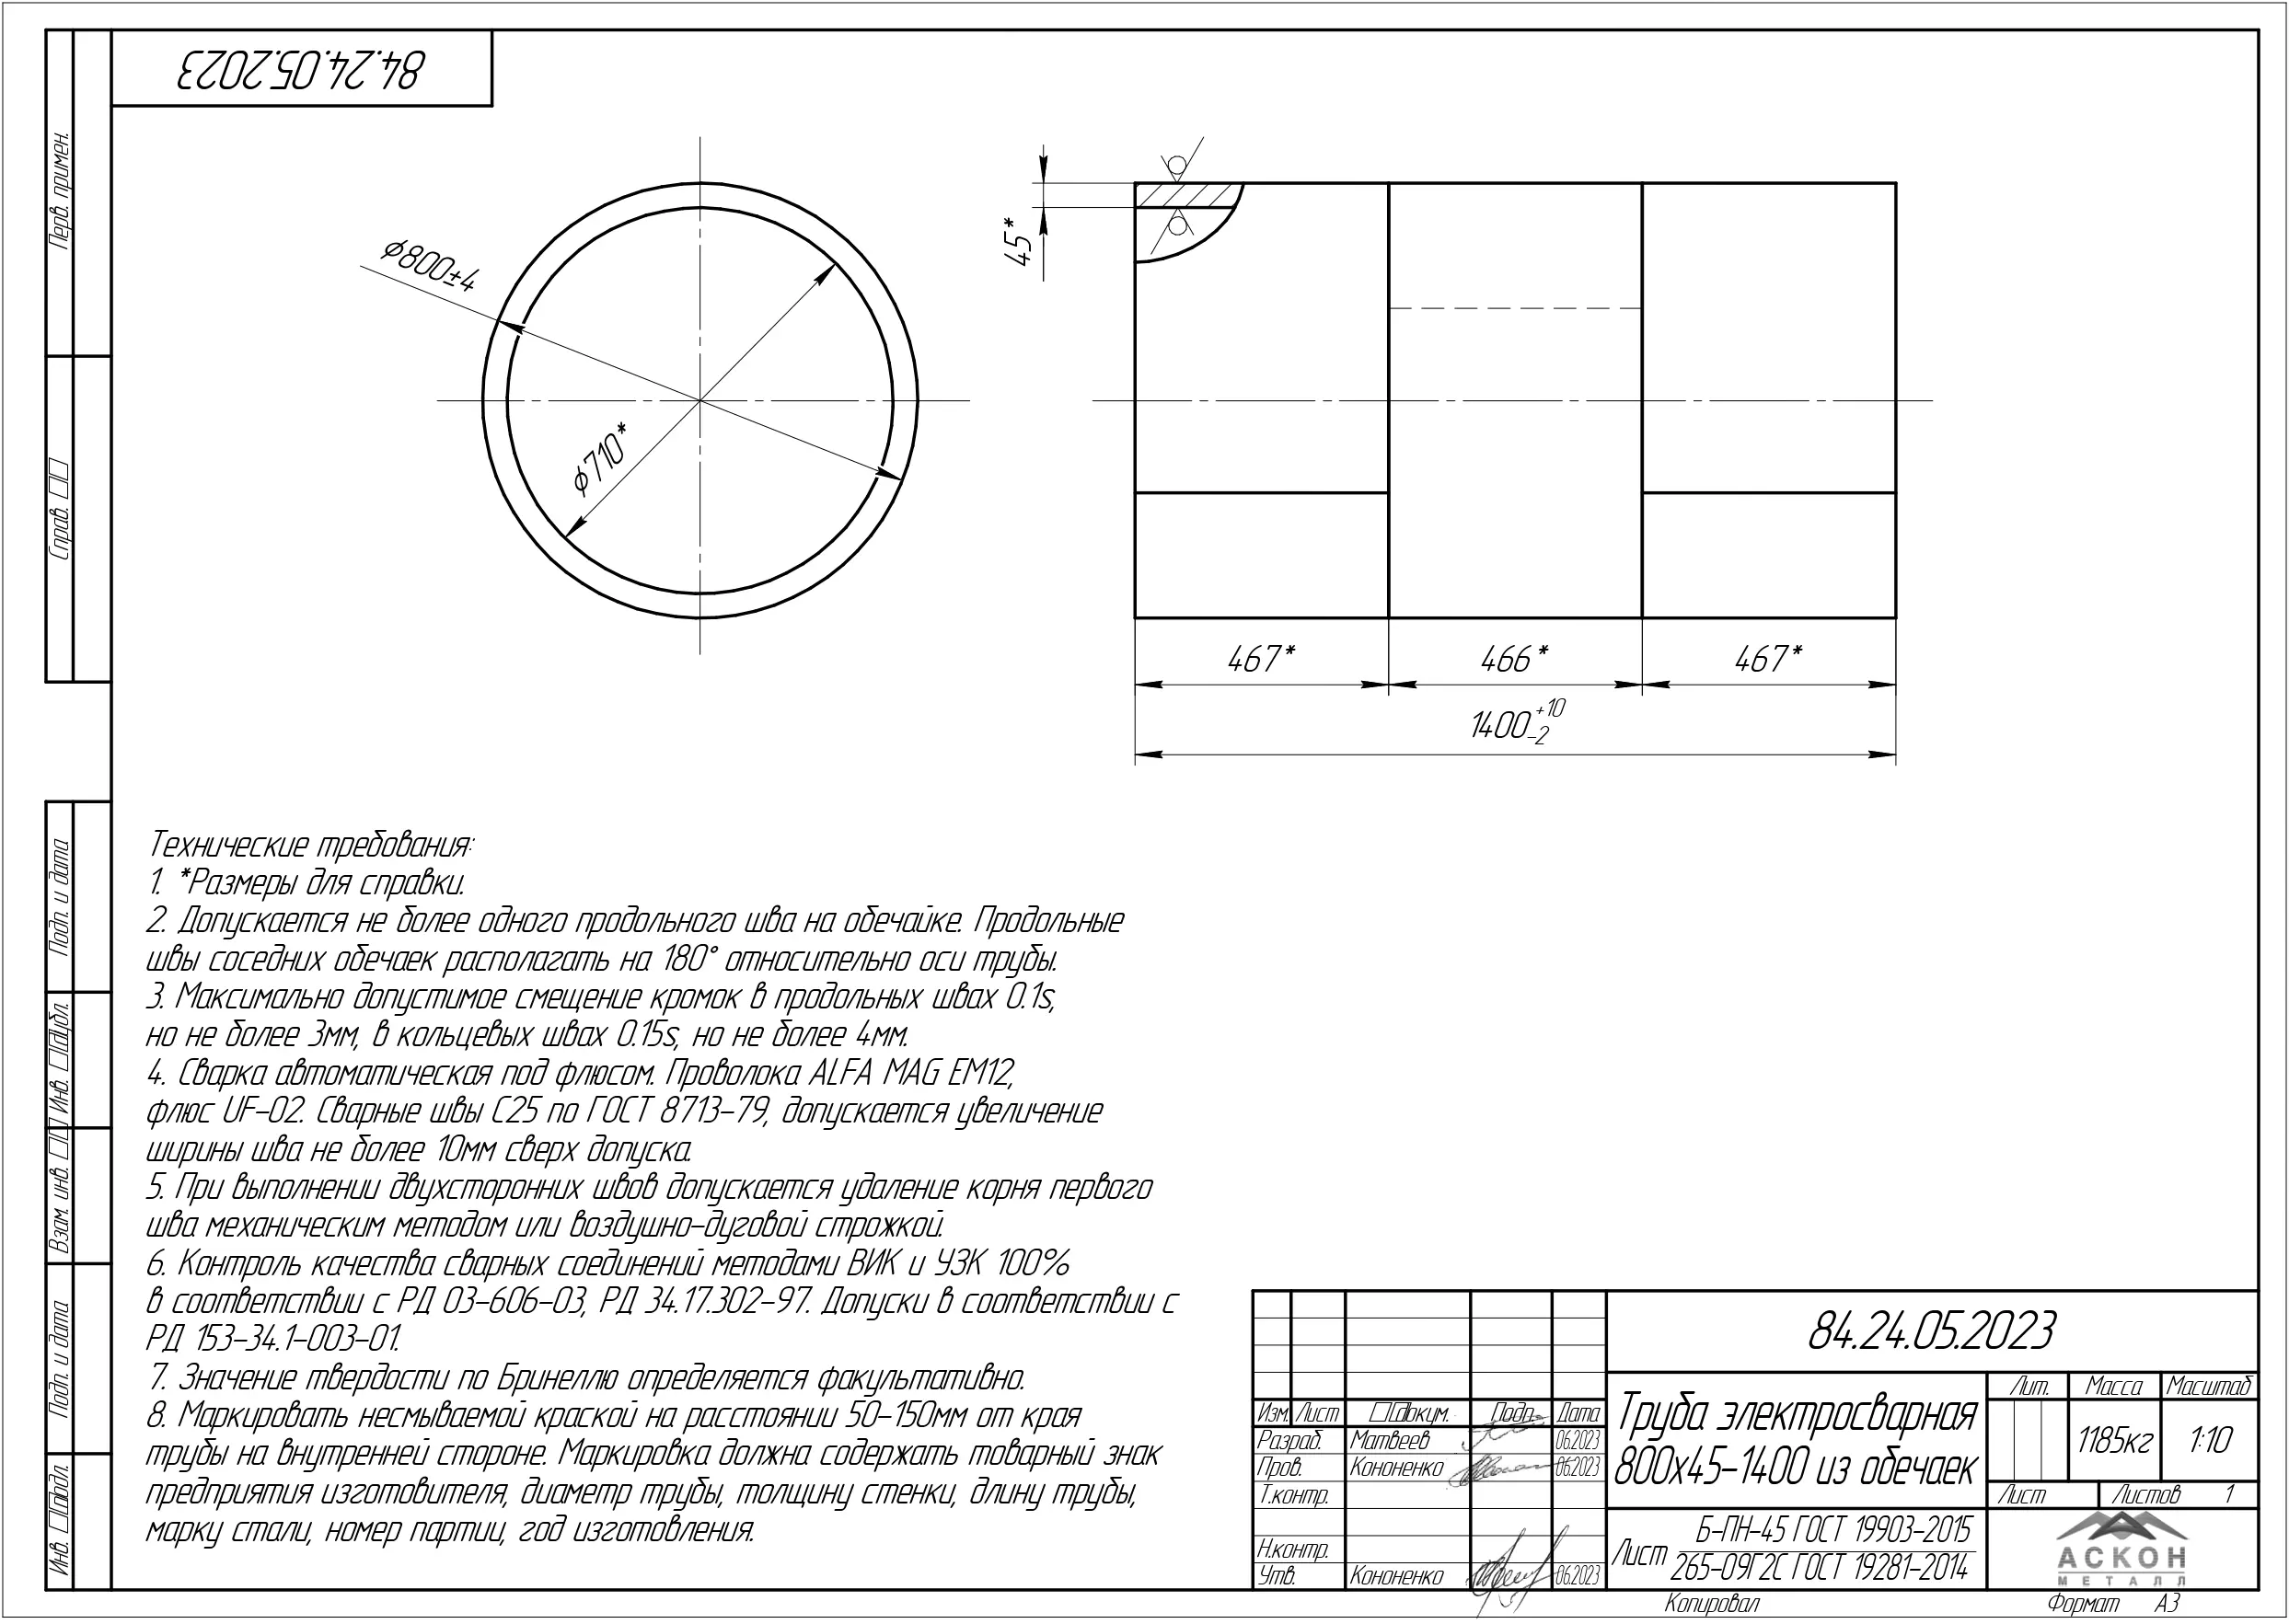 84.24.05.2023
Перв. примен.
Справ. □□
Подп. и дата
Инв. □□дубл.
Взам. инв. □□
Подп. и дата
Инв. □□подл.
ϕ800±4
ϕ710*
45*
467*
466*
467*
1400 +10 -2
Технические требования:
1. *Размеры для справки.
2. Допускается не более одного продольного шва на обечайке. Продольные
швы соседних обечаек располагать на 180° относительно оси трубы.
3. Максимально допустимое смещение кромок в продольных швах 0.1s,
но не более 3мм, в кольцевых швах 0.15s, но не более 4мм.
4. Сварка автоматическая под флюсом. Проволока ALFA MAG EM12,
флюс UF-02. Сварные швы С25 по ГОСТ 8713-79, допускается увеличение
ширины шва не более 10мм сверх допуска.
5. При выполнении двухсторонних швов допускается удаление корня первого
шва механическим методом или воздушно-дуговой строжкой.
6. Контроль качества сварных соединений методами ВИК и УЗК 100%
в соответствии с РД 03-606-03, РД 34.17.302-97. Допуски в соответствии с
РД 153-34.1-003-01.
7. Значение твердости по Бринеллю определяется факультативно.
8. Маркировать несмываемой краской на расстоянии 50-150мм от края
трубы на внутренней стороне. Маркировка должна содержать товарный знак
предприятия изготовителя, диаметр трубы, толщину стенки, длину трубы,
марку стали, номер партии, год изготовления.
84.24.05.2023
Изм. Лист □□докум. Подп. Дата
Разраб. Матвеев 06.2023
Пров. Кононенко 06.2023
Т.контр.
Н.контр.
Утв. Кононенко 06.2023
Труба электросварная
800х45-1400 из обечаек
Лит. Масса Масштаб
1185кг 1:10
Лист Листов 1
Лист Б-ПН-45 ГОСТ 19903-2015
265-09Г2С ГОСТ 19281-2014
АСКОН
МЕТАЛЛ
Копировал Формат А3